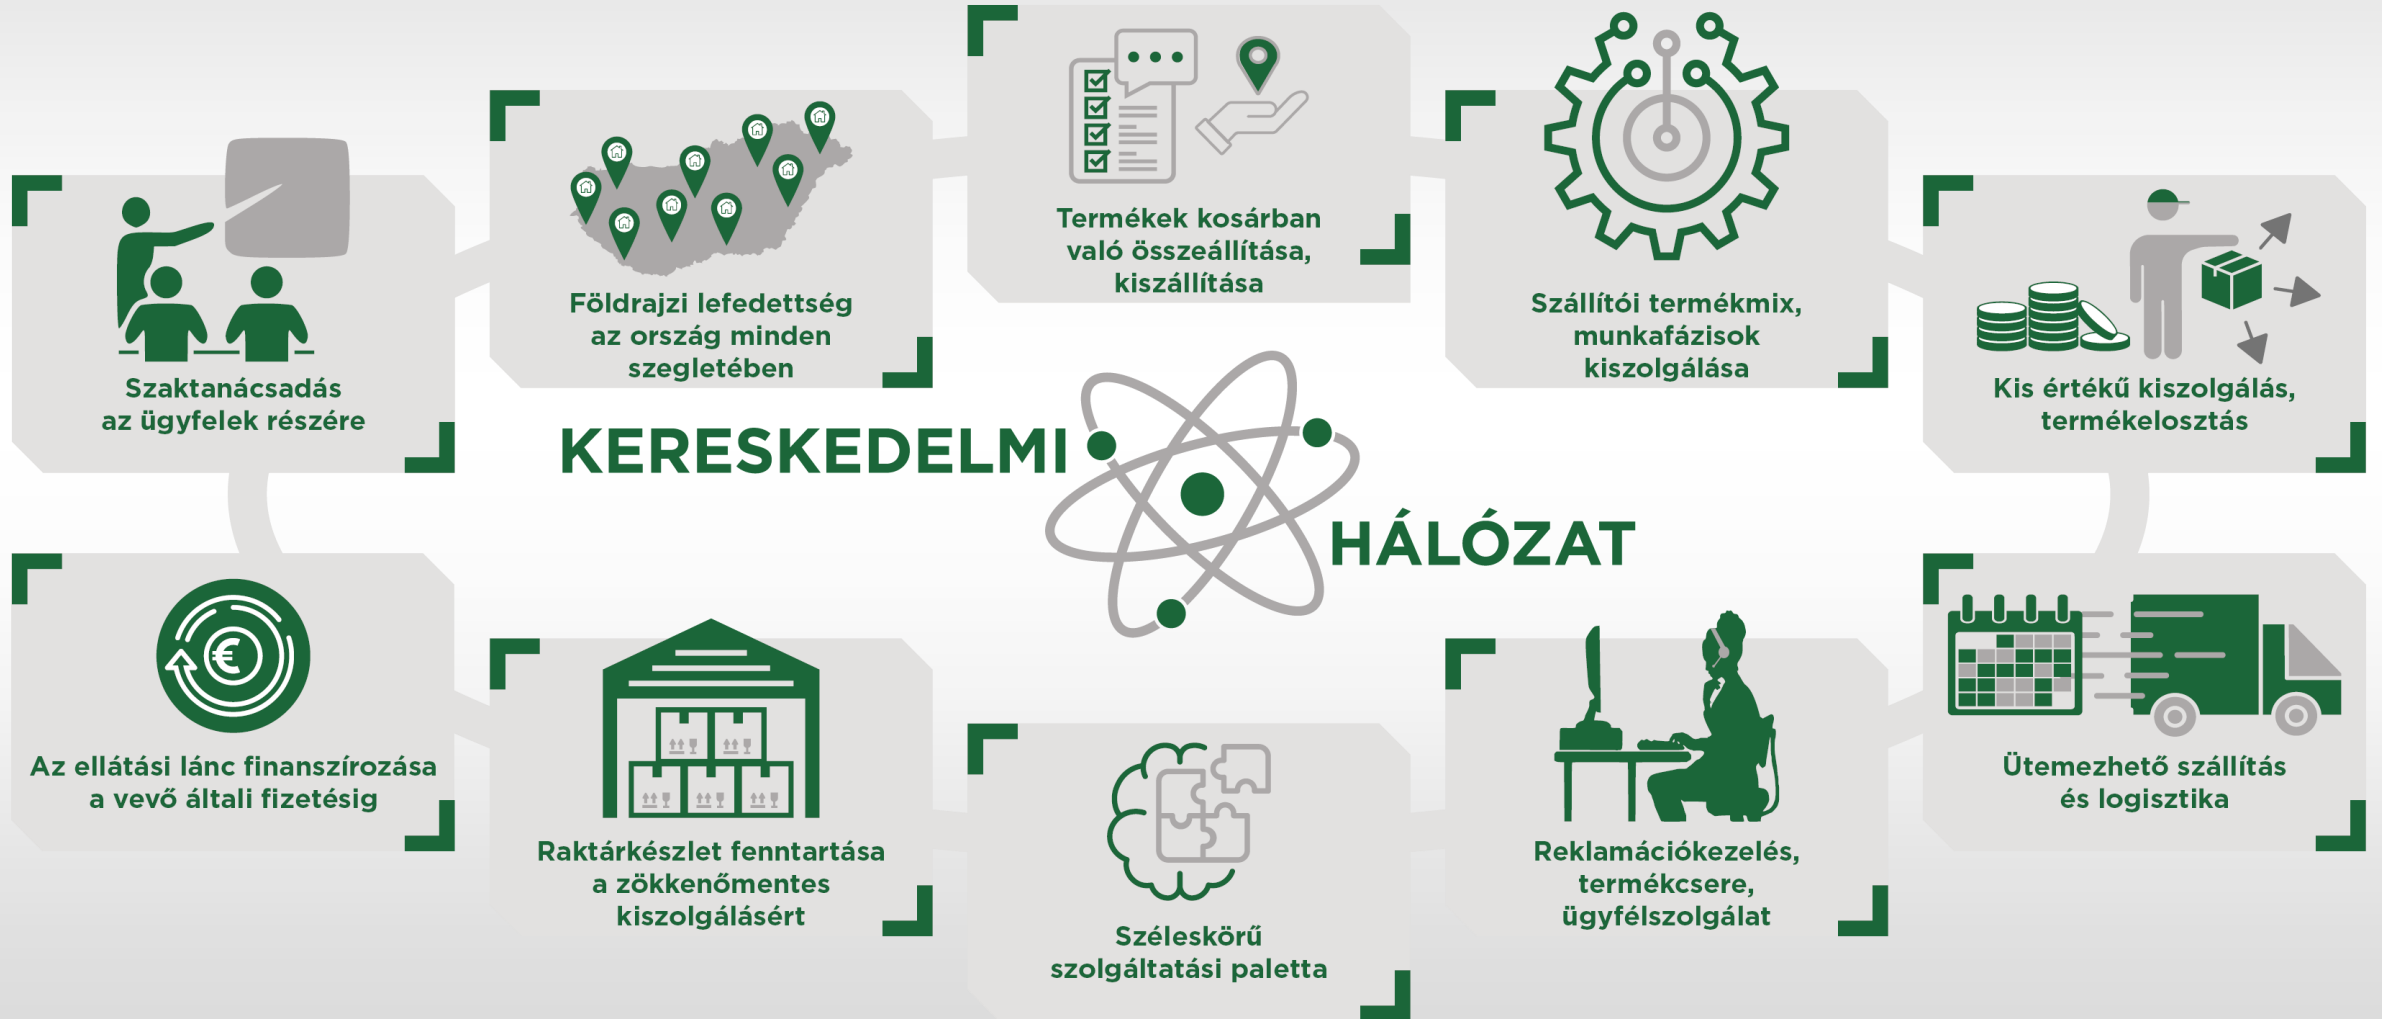 Termékek kosárban
való összeállítása,
kiszállítása
Földrajzi lefedettség
az ország minden
szegletében
Szállítói termékmix,
munkafázisok
kiszolgálása
Szaktanácsadás
az ügyfelek részére
Kis értékű kiszolgálás,
termékelosztás
KERESKEDELMI
HÁLÓZAT
Az ellátási lánc finanszírozása
a vevő általi fizetésig
€
Ütemezhető szállítás
és logisztika
Raktárkészlet fenntartása
a zökkenőmentes
kiszolgálásért
Reklamációkezelés,
termékcsere,
ügyfélszolgálat
Széleskörű
szolgáltatási paletta